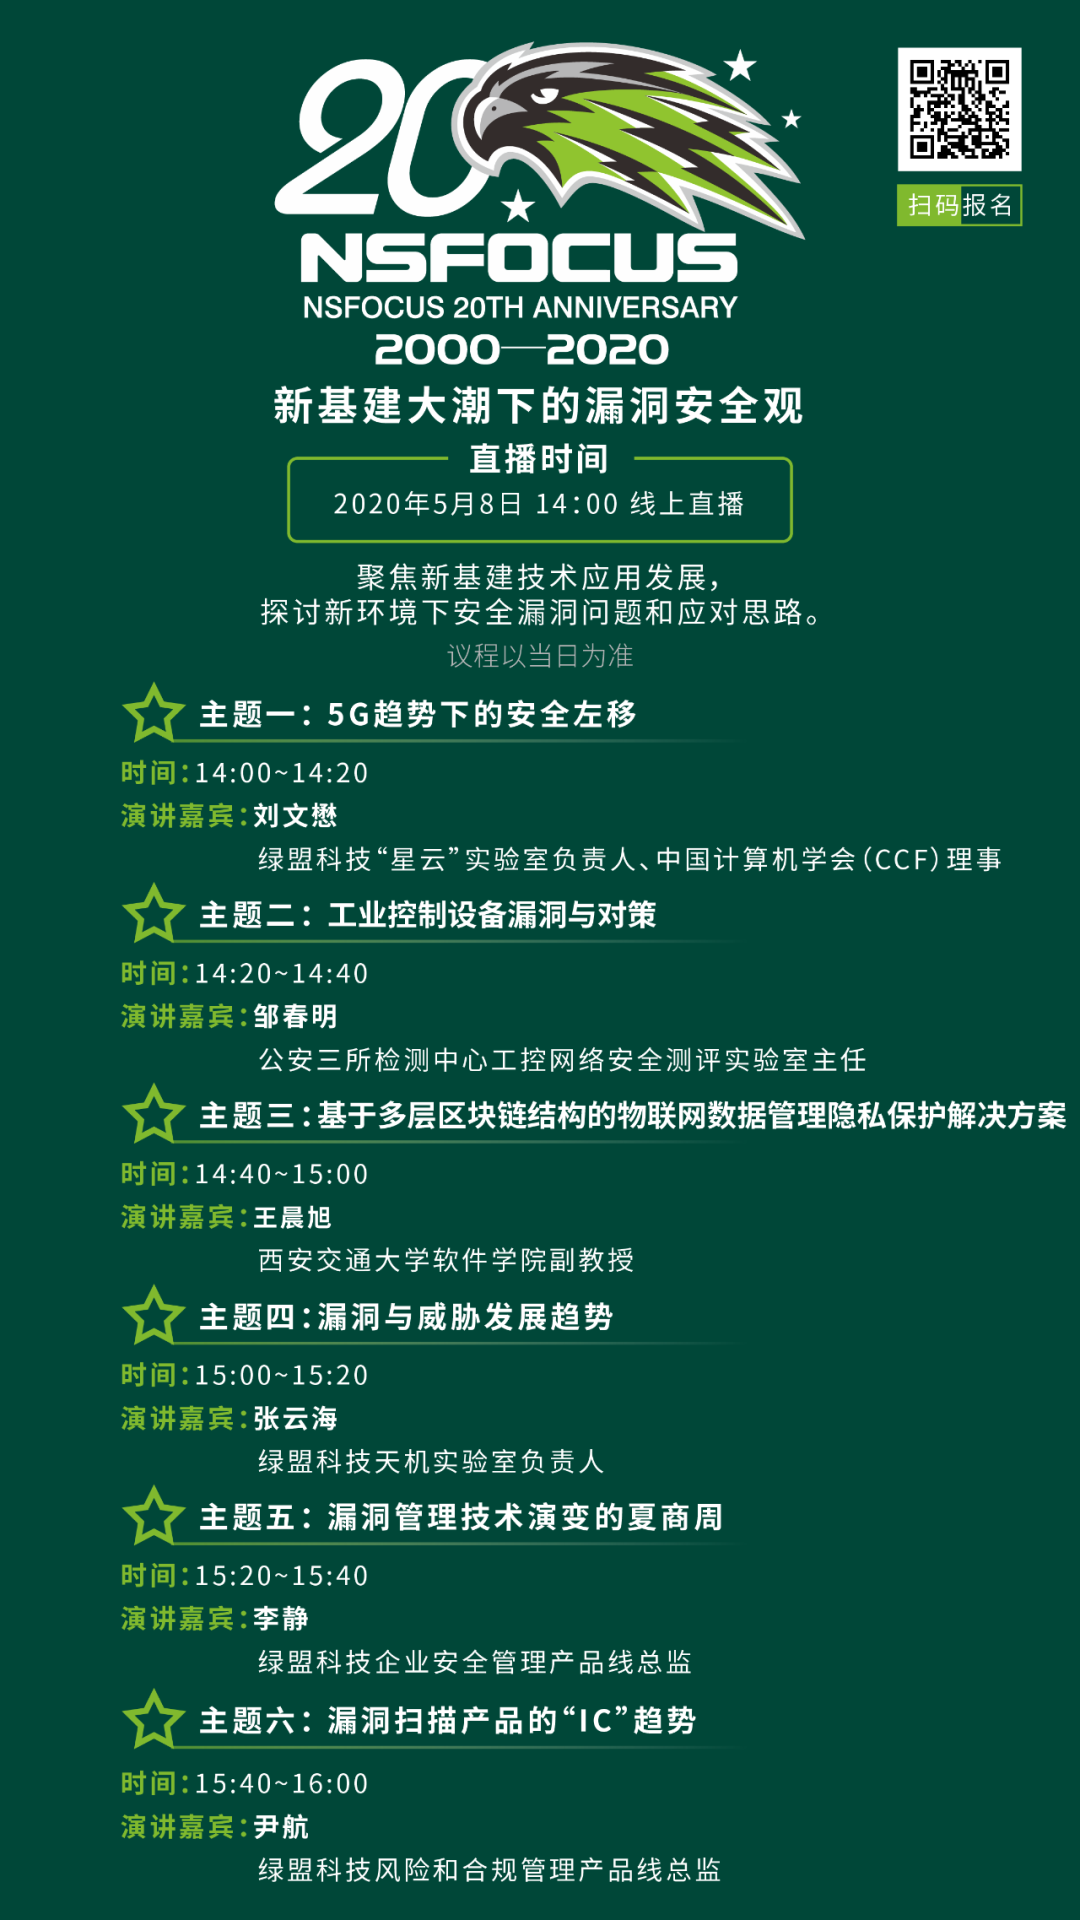 20
扫码报名
NSFOCUS
NSFOCUS 20TH ANNIVERSARY
2000—2020
新基建大潮下的漏洞安全观
直播时间
2020年5月8日 14:00 线上直播
聚焦新基建技术应用发展，
探讨新环境下安全漏洞问题和应对思路。
议程以当日为准
主题一：5G趋势下的安全左移
时间：14:00~14:20
演讲嘉宾：刘文懋
绿盟科技“星云”实验室负责人、中国计算机学会（CCF）理事
主题二：工业控制设备漏洞与对策
时间：14:20~14:40
演讲嘉宾：邹春明
公安三所检测中心工控网络安全测评实验室主任
主题三：基于多层区块链结构的物联网数据管理隐私保护解决方案
时间：14:40~15:00
演讲嘉宾：王晨旭
西安交通大学软件学院副教授
主题四：漏洞与威胁发展趋势
时间：15:00~15:20
演讲嘉宾：张云海
绿盟科技天机实验室负责人
主题五：漏洞管理技术演变的夏商周
时间：15:20~15:40
演讲嘉宾：李静
绿盟科技企业安全管理产品线总监
主题六：漏洞扫描产品的“IC”趋势
时间：15:40~16:00
演讲嘉宾：尹航
绿盟科技风险和合规管理产品线总监